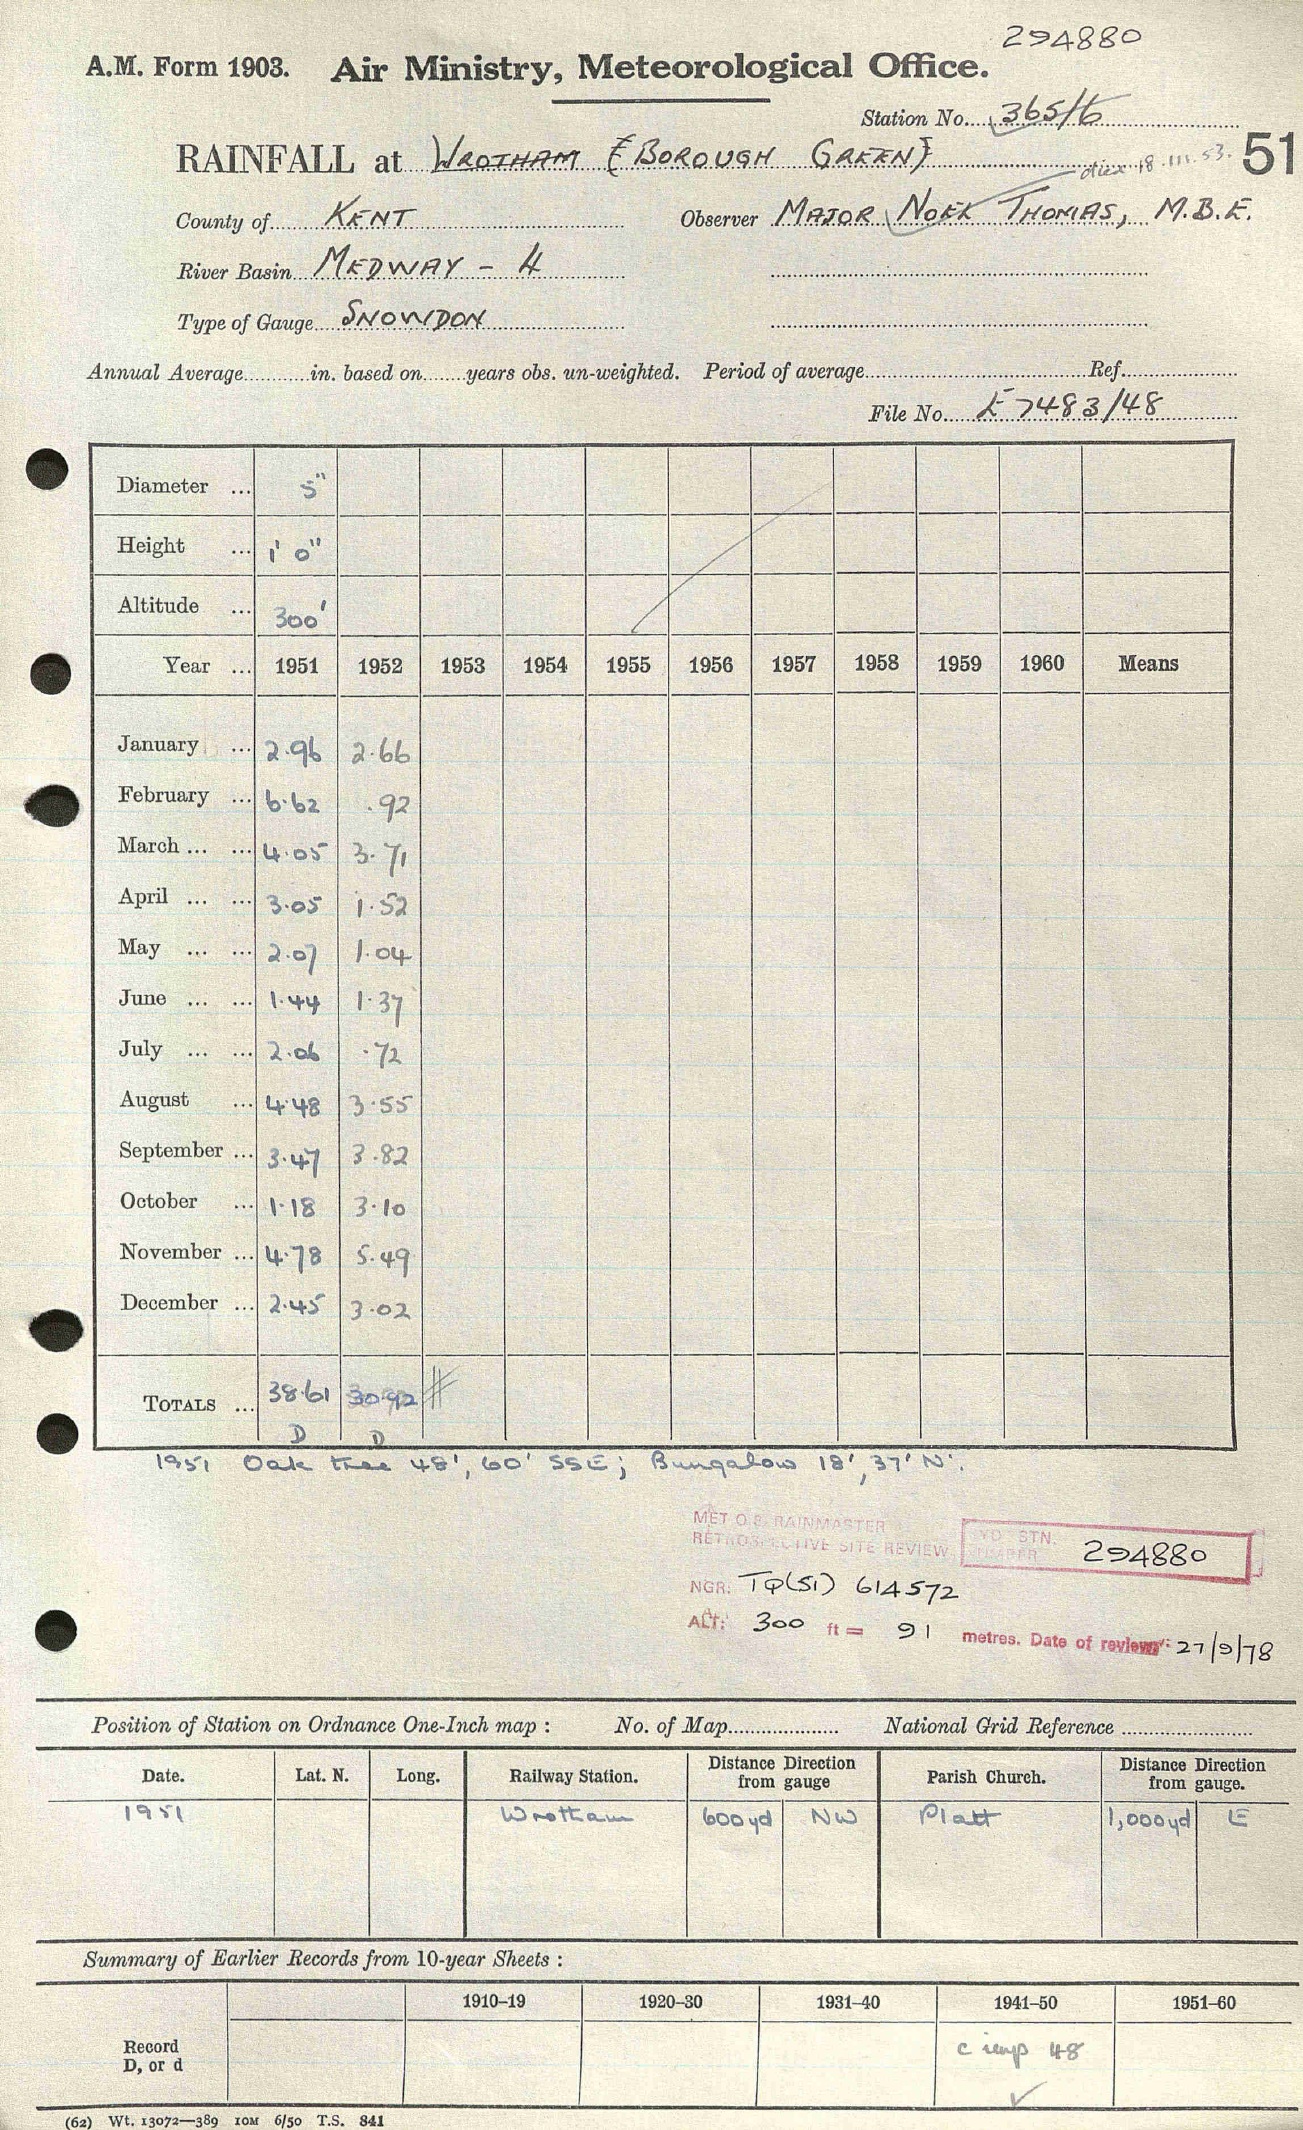 294880
A.M. Form 1903. Air Ministry, Meteorological Office.
Station No. 365/6
RAINFALL at WROTHAM [BOROUGH GREEN] 18.III.53. 51
County of KENT Observer MAJOR NOEL THOMAS, M.B.E.
River Basin MEDWAY - 4
Type of Gauge SNOWDON
Annual Average in. based on years obs. un-weighted. Period of average Ref.
File No. E7483/48
Diameter ... 5"
Height ... 1' 0"
Altitude ... 300'
Year ... 1951 1952 1953 1954 1955 1956 1957 1958 1959 1960 Means
January ... 2.96 2.66
February ... 6.62 .92
March ... ... 4.05 3.71
April ... ... 3.05 1.52
May ... ... 2.07 1.04
June ... ... 1.44 1.37
July ... ... 2.06 .72
August ... 4.48 3.55
September ... 3.47 3.82
October ... 1.18 3.10
November ... 4.78 5.49
December ... 2.45 3.02
TOTALS ... 38.61 30.92
D D
1951 Oak tree 48', 60' SSE; Bungalow 18', 37' N'.
MET O.8 RAINMASTER
RETROSPECTIVE SITE REVIEW STN. NUMBER 294880
NGR: TQ(51) 614572
ALT: 300 ft = 91 metres. Date of review: 27/9/78
Position of Station on Ordnance One-Inch map : No. of Map National Grid Reference
Date. Lat. N. Long. Railway Station. Distance Direction from gauge Parish Church. Distance Direction from gauge.
1951 Wrotham 600yd NW Platt 1,000yd E
Summary of Earlier Records from 10-year Sheets :
1910–19 1920–30 1931–40 1941–50 1951–60
Record
D, or d
c 48
(62) Wt. 13072—389 10M 6/50 T.S. 841